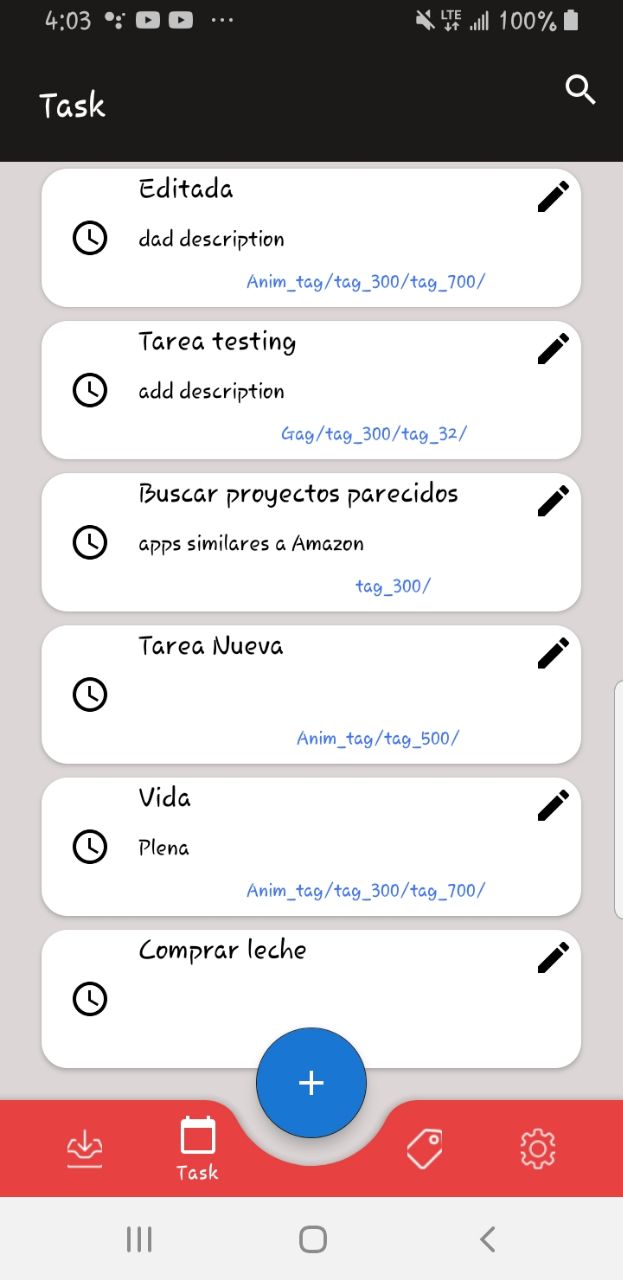 4:03 ... LTE 100%
Task
Editada
dad description
Anim_tag/tag_300/tag_700/
Tarea testing
add description
Gag/tag_300/tag_32/
Buscar proyectos parecidos
apps similares a Amazon
tag_300/
Tarea Nueva
Anim_tag/tag_500/
Vida
Plena
Anim_tag/tag_300/tag_700/
Comprar leche
+
Task